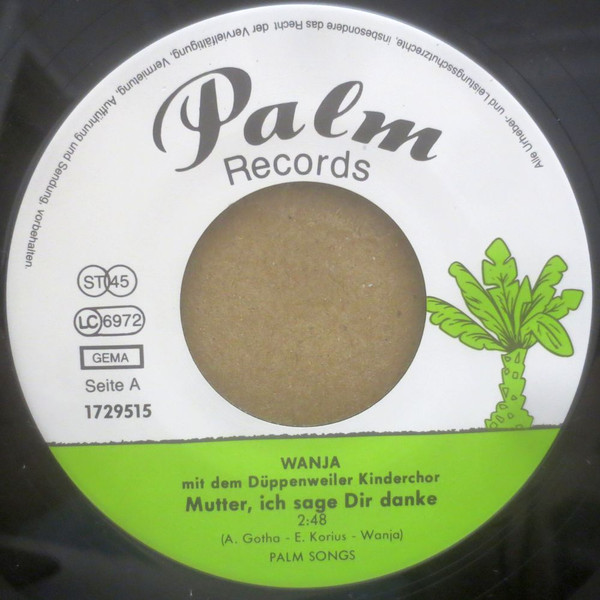 Alle Urheber- und Leistungsschutzrechte, insbesondere das Recht der Vervielfältigung, Vermietung, Aufführung und Sendung, vorbehalten.
Palm
Records
ST 45
LC 6972
GEMA
Seite A
1729515
WANJA
mit dem Düppenweiler Kinderchor
Mutter, ich sage Dir danke
2:48
(A. Gotha - E. Korius - Wanja)
PALM SONGS